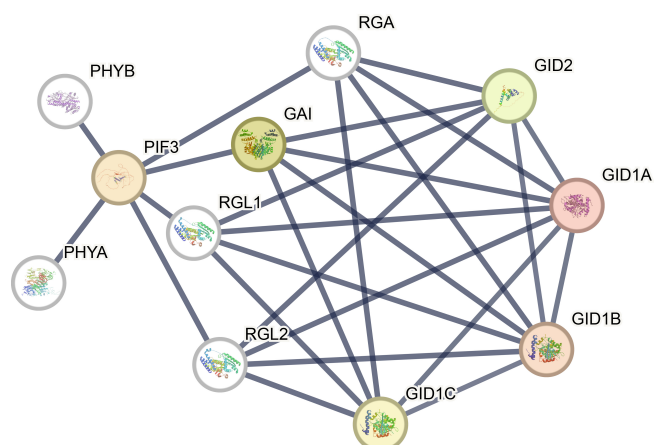 RGA
PHYB
GID2
GAI
PIF3
GID1A
RGL1
PHYA
GID1B
RGL2
GID1C